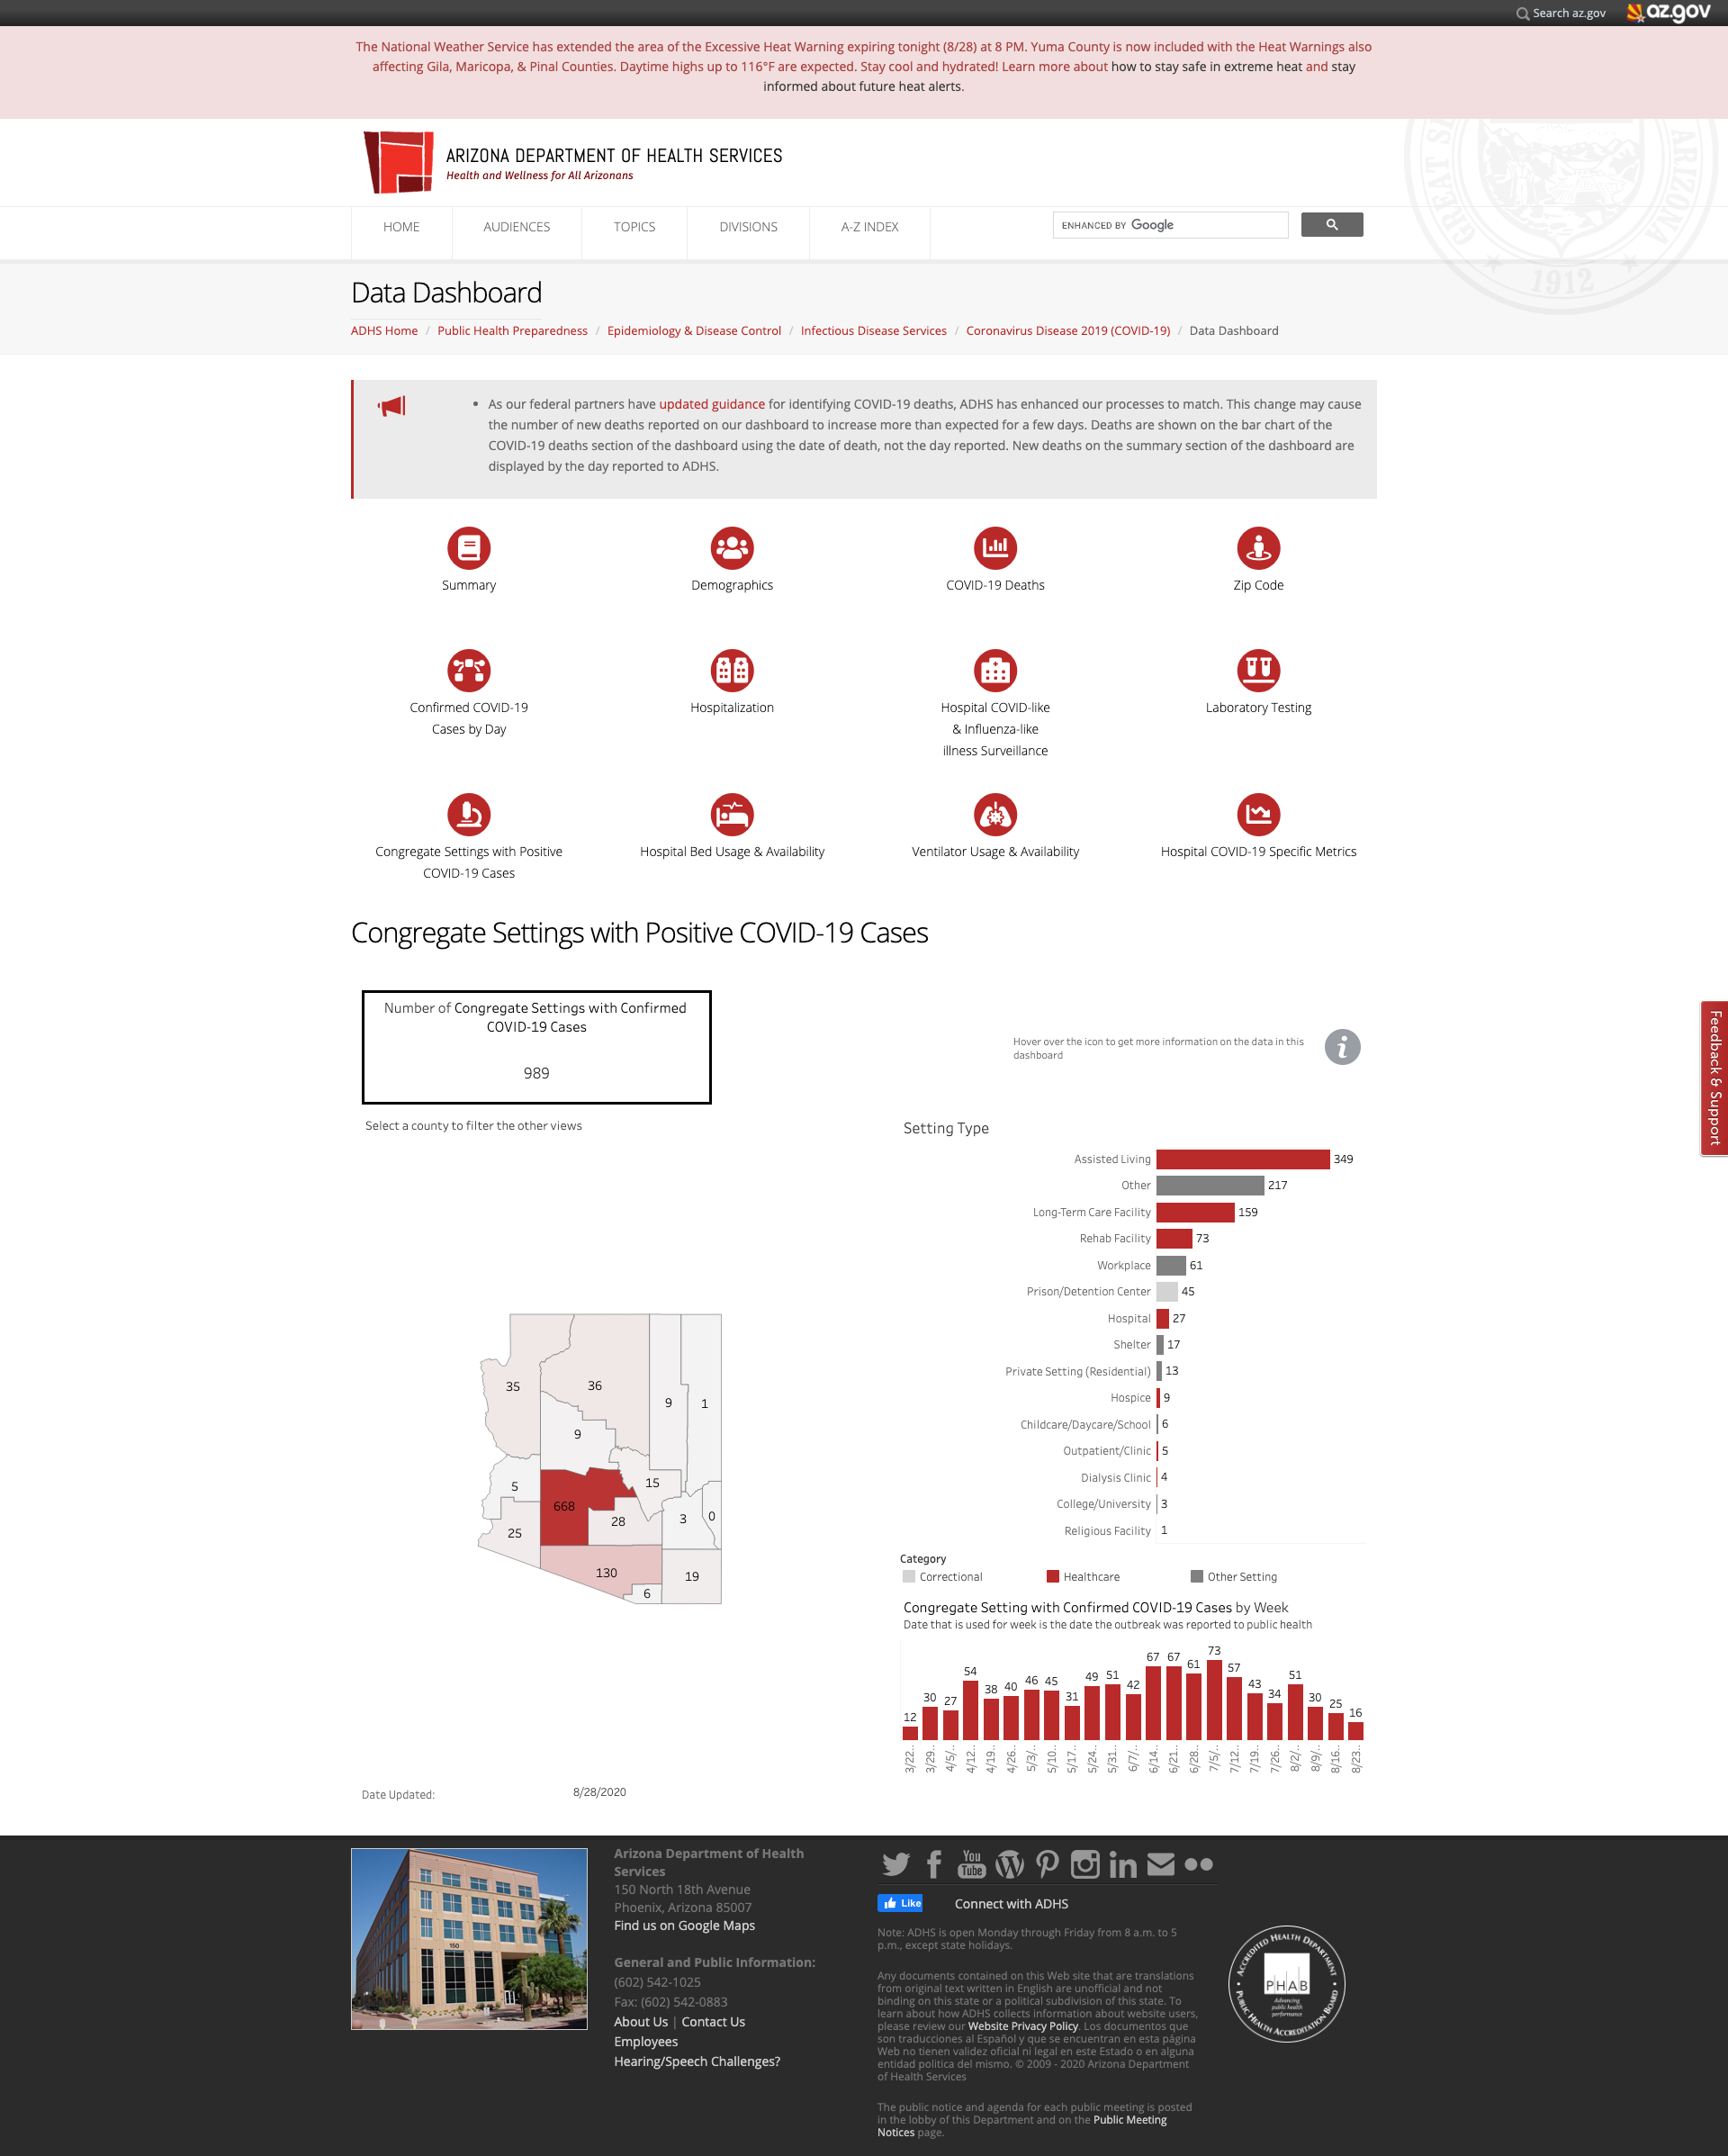 Search az.gov
az.gov
The National Weather Service has extended the area of the Excessive Heat Warning expiring tonight (8/28) at 8 PM. Yuma County is now included with the Heat Warnings also
affecting Gila, Maricopa, & Pinal Counties. Daytime highs up to 116°F are expected. Stay cool and hydrated! Learn more about how to stay safe in extreme heat and stay
informed about future heat alerts.
ARIZONA DEPARTMENT OF HEALTH SERVICES
Health and Wellness for All Arizonans
GREAT SE
ARIZONA
1912
HOME
AUDIENCES
TOPICS
DIVISIONS
A-Z INDEX
ENHANCED BY Google
Data Dashboard
ADHS Home / Public Health Preparedness / Epidemiology & Disease Control / Infectious Disease Services / Coronavirus Disease 2019 (COVID-19) / Data Dashboard
• As our federal partners have updated guidance for identifying COVID-19 deaths, ADHS has enhanced our processes to match. This change may cause
the number of new deaths reported on our dashboard to increase more than expected for a few days. Deaths are shown on the bar chart of the
COVID-19 deaths section of the dashboard using the date of death, not the day reported. New deaths on the summary section of the dashboard are
displayed by the day reported to ADHS.
Summary
Demographics
COVID-19 Deaths
Zip Code
Confirmed COVID-19
Cases by Day
Hospitalization
Hospital COVID-like
& Influenza-like
illness Surveillance
Laboratory Testing
Congregate Settings with Positive
COVID-19 Cases
Hospital Bed Usage & Availability
Ventilator Usage & Availability
Hospital COVID-19 Specific Metrics
Congregate Settings with Positive COVID-19 Cases
Number of Congregate Settings with Confirmed
COVID-19 Cases
989
Hover over the icon to get more information on the data in this
dashboard
i
Feedback & Support
Select a county to filter the other views
35
36
9
1
9
5
15
668
28
3
0
25
130
19
6
Setting Type
Assisted Living 349
Other 217
Long-Term Care Facility 159
Rehab Facility 73
Workplace 61
Prison/Detention Center 45
Hospital 27
Shelter 17
Private Setting (Residential) 13
Hospice 9
Childcare/Daycare/School 6
Outpatient/Clinic 5
Dialysis Clinic 4
College/University 3
Religious Facility 1
Category
Correctional
Healthcare
Other Setting
Congregate Setting with Confirmed COVID-19 Cases by Week
Date that is used for week is the date the outbreak was reported to public health
12 30 27 54 38 40 46 45 31 49 51 42 67 67 61 73 57 43 34 51 30 25 16
3/22.. 3/29.. 4/5/.. 4/12.. 4/19.. 4/26.. 5/3/.. 5/10.. 5/17.. 5/24.. 5/31.. 6/7/.. 6/14.. 6/21.. 6/28.. 7/5/.. 7/12.. 7/19.. 7/26.. 8/2/.. 8/9/.. 8/16.. 8/23..
Date Updated:
8/28/2020
150
Arizona Department of Health
Services
150 North 18th Avenue
Phoenix, Arizona 85007
Find us on Google Maps
General and Public Information:
(602) 542-1025
Fax: (602) 542-0883
About Us | Contact Us
Employees
Hearing/Speech Challenges?
You
Tube
Like
Connect with ADHS
Note: ADHS is open Monday through Friday from 8 a.m. to 5
p.m., except state holidays.
Any documents contained on this Web site that are translations
from original text written in English are unofficial and not
binding on this state or a political subdivision of this state. To
learn about how ADHS collects information about website users,
please review our Website Privacy Policy. Los documentos que
son traducciones al Español y que se encuentran en esta página
Web no tienen validez oficial ni legal en este Estado o en alguna
entidad politica del mismo. © 2009 - 2020 Arizona Department
of Health Services
The public notice and agenda for each public meeting is posted
in the lobby of this Department and on the Public Meeting
Notices page.
ACCREDITED HEALTH DEPARTMENT
PHAB
Advancing
public health
performance
PUBLIC HEALTH ACCREDITATION BOARD